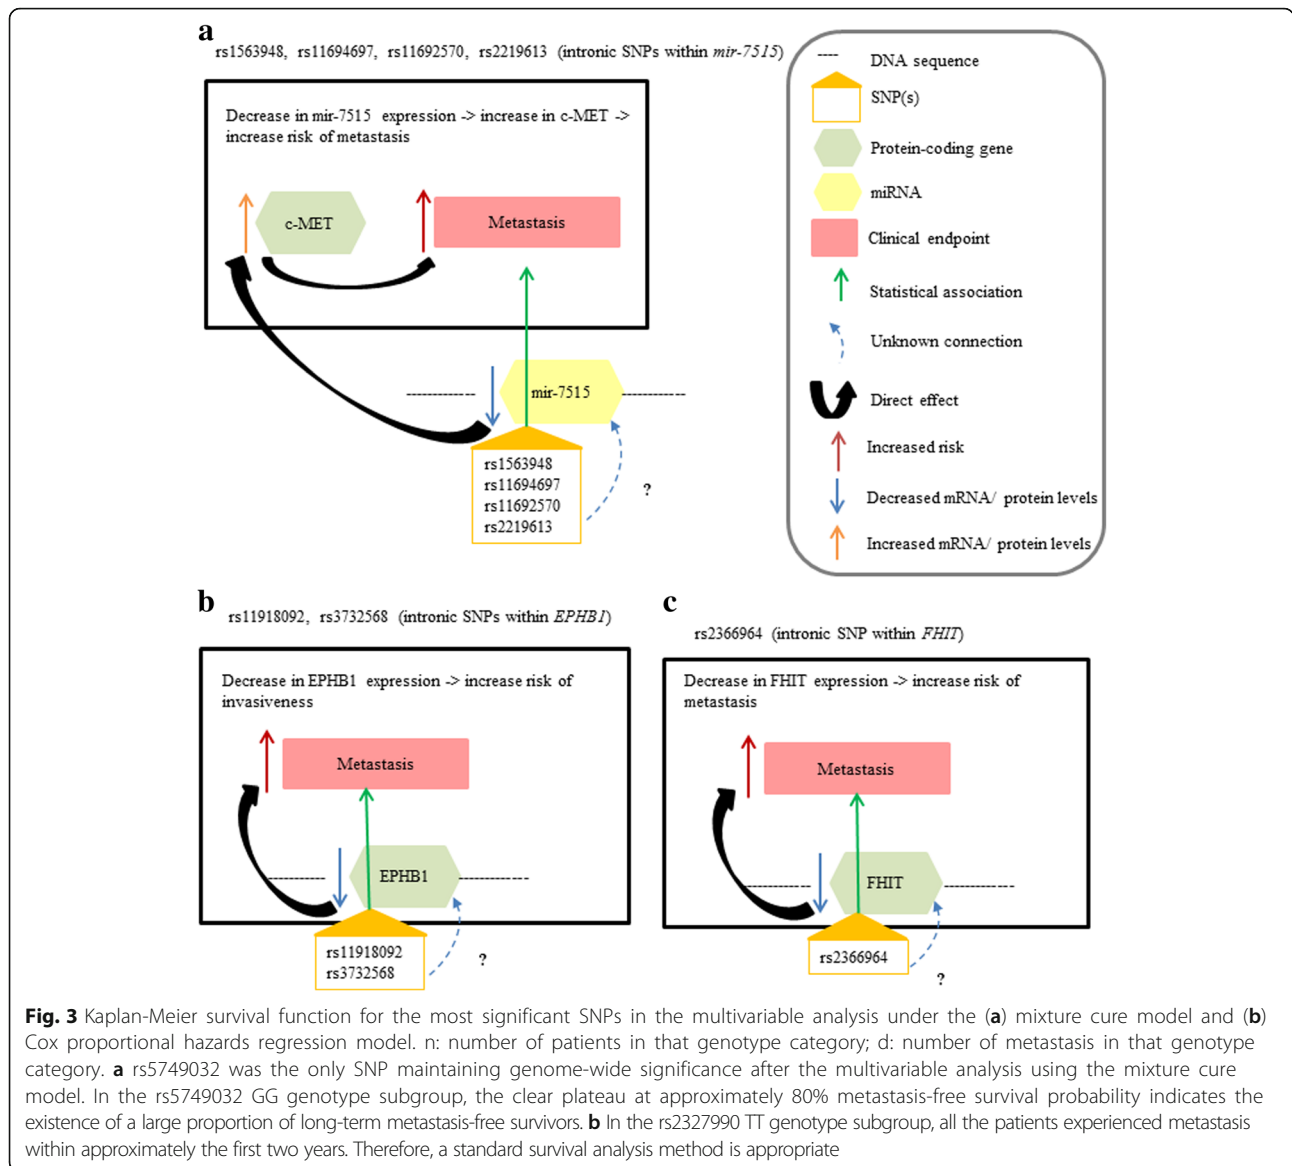 a
rs1563948, rs11694697, rs11692570, rs2219613 (intronic SNPs within mir-7515)
Decrease in mir-7515 expression -> increase in c-MET ->
increase risk of metastasis
c-MET
Metastasis
mir-7515
rs1563948
rs11694697
rs11692570
rs2219613
?
---- DNA sequence
SNP(s)
Protein-coding gene
miRNA
Clinical endpoint
Statistical association
Unknown connection
Direct effect
Increased risk
Decreased mRNA/ protein levels
Increased mRNA/ protein levels
b
rs11918092, rs3732568 (intronic SNPs within EPHB1)
Decrease in EPHB1 expression -> increase risk of
invasiveness
Metastasis
EPHB1
rs11918092
rs3732568
?
c
rs2366964 (intronic SNP within FHIT)
Decrease in FHIT expression -> increase risk of
metastasis
Metastasis
FHIT
rs2366964
?
Fig. 3 Kaplan-Meier survival function for the most significant SNPs in the multivariable analysis under the (a) mixture cure model and (b)
Cox proportional hazards regression model. n: number of patients in that genotype category; d: number of metastasis in that genotype
category. a rs5749032 was the only SNP maintaining genome-wide significance after the multivariable analysis using the mixture cure
model. In the rs5749032 GG genotype subgroup, the clear plateau at approximately 80% metastasis-free survival probability indicates the
existence of a large proportion of long-term metastasis-free survivors. b In the rs2327990 TT genotype subgroup, all the patients experienced metastasis
within approximately the first two years. Therefore, a standard survival analysis method is appropriate